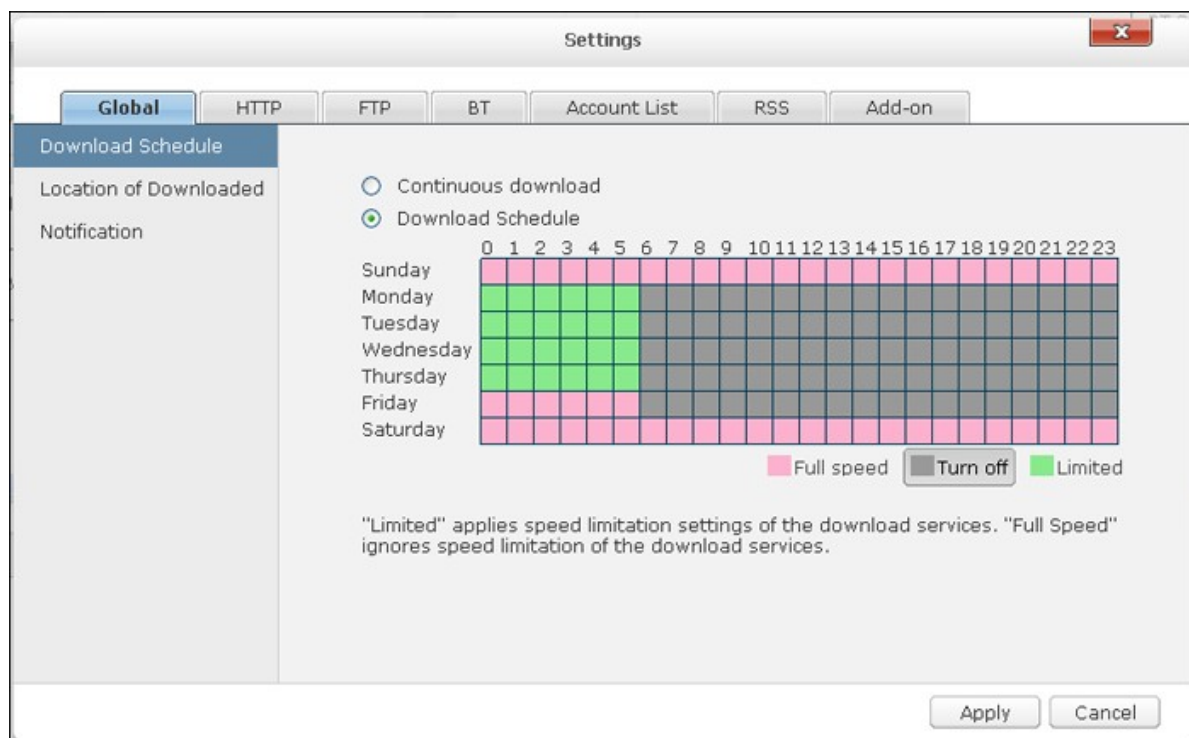 Settings
x
Global HTTP FTP BT Account List RSS Add-on
Download Schedule
Location of Downloaded
Notification
Continuous download
Download Schedule
0 1 2 3 4 5 6 7 8 9 10 11 12 13 14 15 16 17 18 19 20 21 22 23
Sunday
Monday
Tuesday
Wednesday
Thursday
Friday
Saturday
Full speed Turn off Limited
"Limited" applies speed limitation settings of the download services. "Full Speed"
ignores speed limitation of the download services.
Apply Cancel